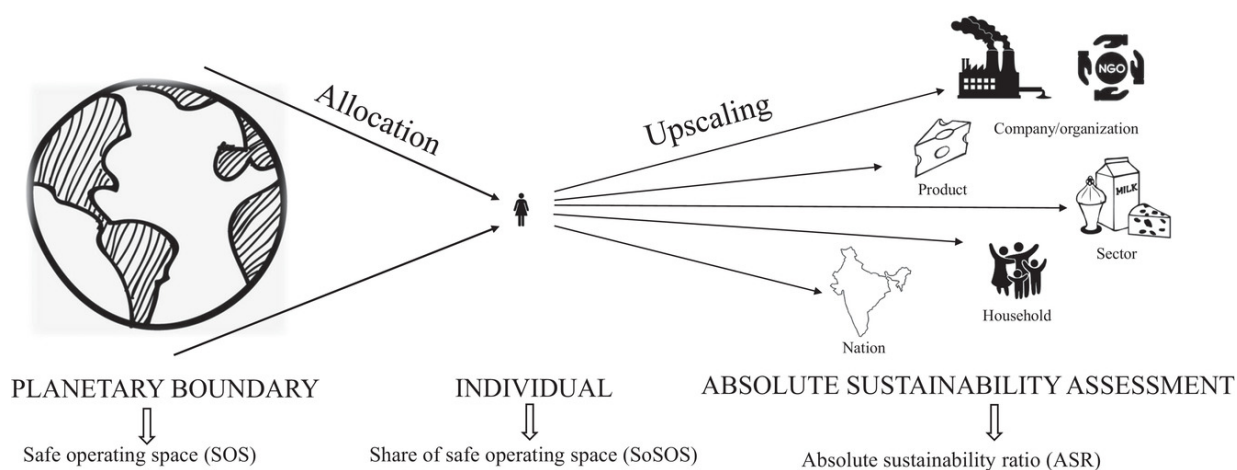 Allocation
Upscaling
NGO
Company/organization
Product
MILK
Sector
Household
Nation
PLANETARY BOUNDARY
INDIVIDUAL
ABSOLUTE SUSTAINABILITY ASSESSMENT
Safe operating space (SOS)
Share of safe operating space (SoSOS)
Absolute sustainability ratio (ASR)